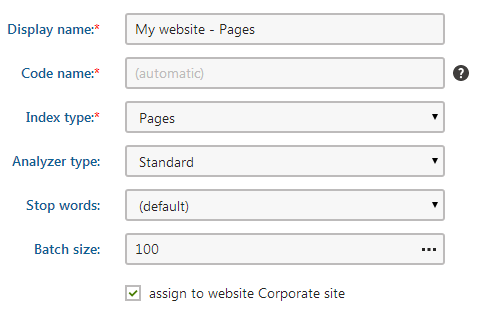 Display name:* My website - Pages
Code name:* (automatic) ?
Index type:* Pages
Analyzer type: Standard
Stop words: (default)
Batch size: 100 ...
assign to website Corporate site